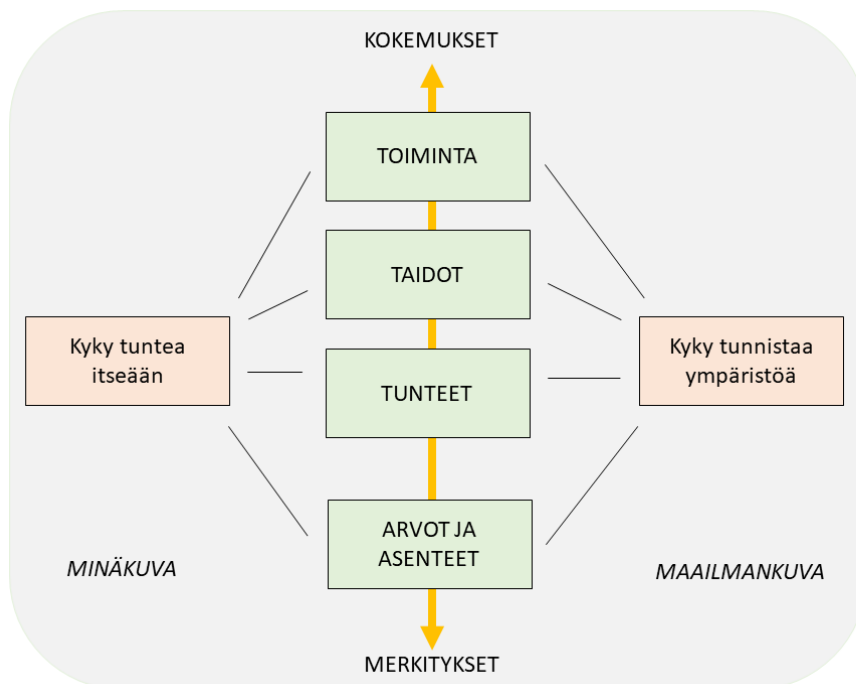 KOKEMUKSET
TOIMINTA
TAIDOT
Kyky tuntea
itseään
Kyky tunnistaa
ympäristöä
TUNTEET
ARVOT JA
ASENTEET
MINÄKUVA
MAAILMANKUVA
MERKITYKSET